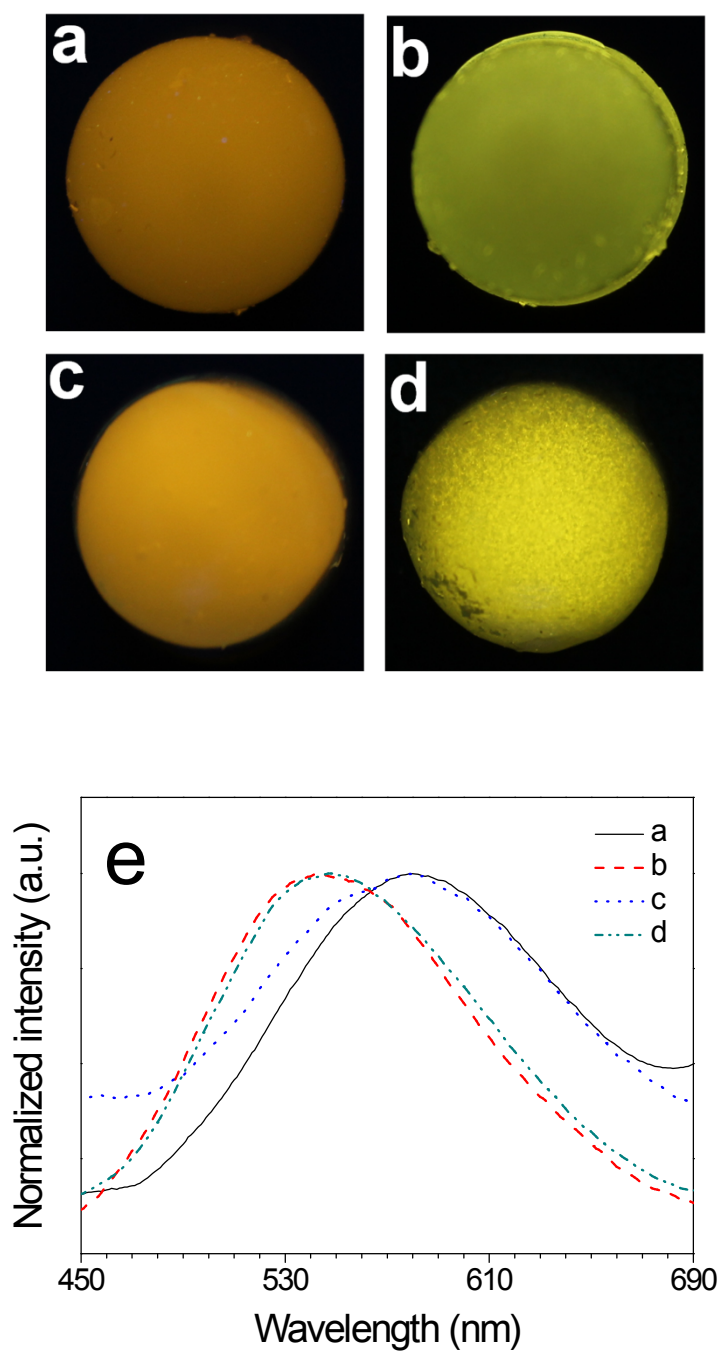 a
b
c
d
e
a
b
c
d
Normalized intensity (a.u.)
450
530
610
690
Wavelength (nm)